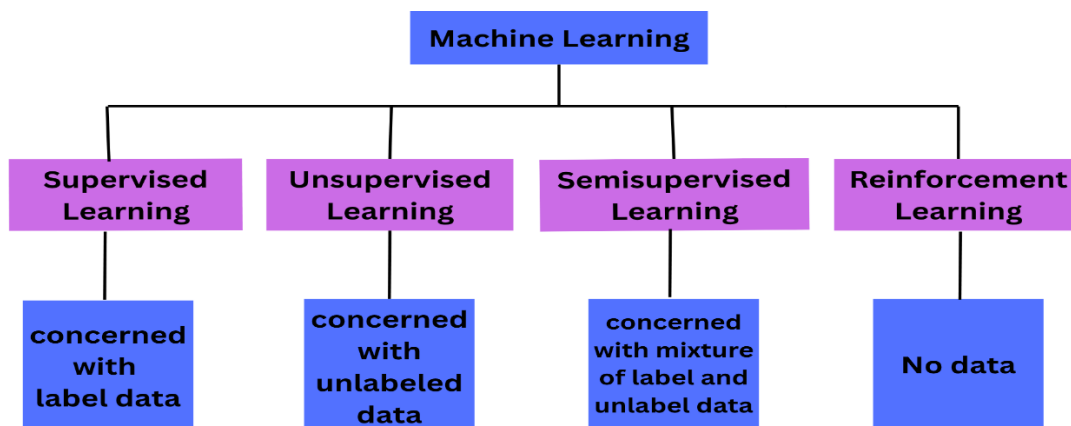 Machine Learning
Supervised
Learning
Unsupervised
Learning
Semisupervised
Learning
Reinforcement
Learning
concerned
with
label data
concerned
with
unlabeled
data
concerned
with mixture
of label and
unlabel data
No data